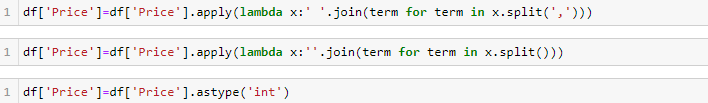 1 df['Price']=df['Price'].apply(lambda x:' '.join(term for term in x.split(',')))
1 df['Price']=df['Price'].apply(lambda x:''.join(term for term in x.split()))
1 df['Price']=df['Price'].astype('int')